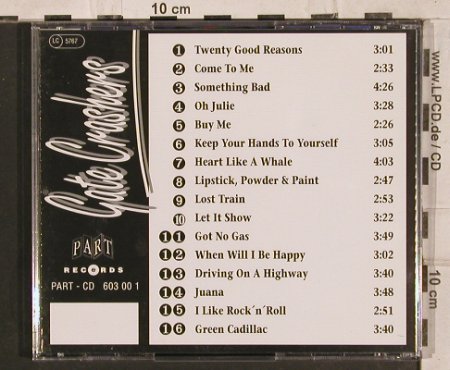 10 cm
LC 5767
Gate Crashers
PART
RECORDS
PART - CD 603 00 1
1 Twenty Good Reasons 3:01
2 Come To Me 2:33
3 Something Bad 4:26
4 Oh Julie 3:28
5 Buy Me 2:26
6 Keep Your Hands To Yourself 3:05
7 Heart Like A Whale 4:03
8 Lipstick, Powder & Paint 2:47
9 Lost Train 2:53
10 Let It Show 3:22
11 Got No Gas 3:49
12 When Will I Be Happy 3:02
13 Driving On A Highway 3:40
14 Juana 3:48
15 I Like Rock´n´Roll 2:51
16 Green Cadillac 3:40
www.LPCD.de / CD
10 cm